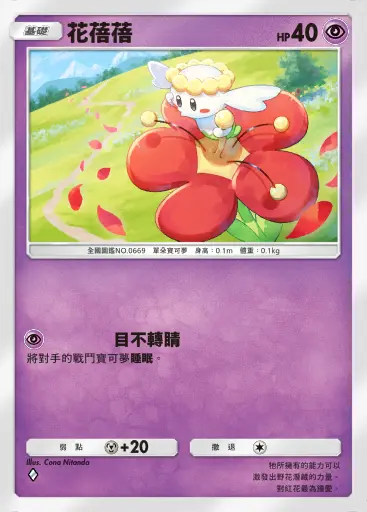 基礎 花蓓蓓 HP40
全國圖鑑NO.0669 單朵寶可夢 身高:0.1m 體重:0.1kg
目不轉睛
將對手的戰鬥寶可夢睡眠。
弱點 +20 撤退
Illus. Cona Nitanda
牠所擁有的能力可以
激發出野花潛藏的力量。
對紅花最為擅愛。